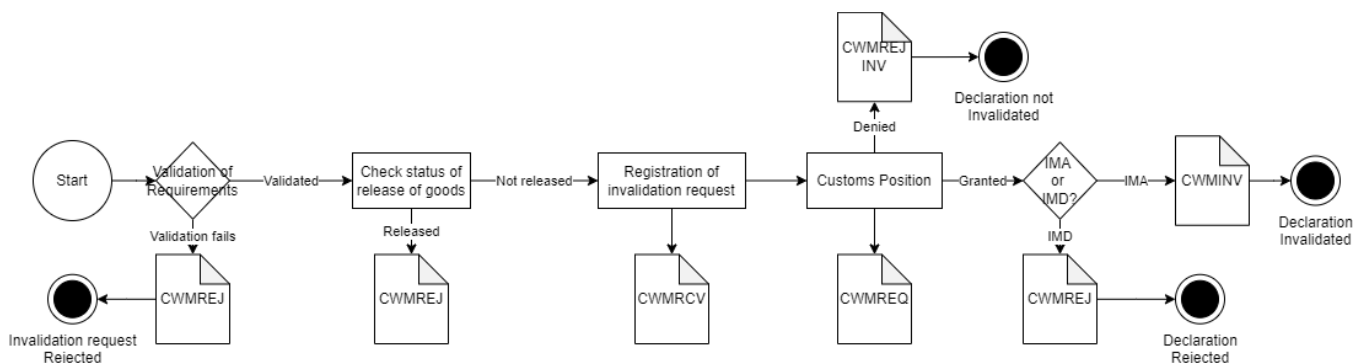 CWMREJ
INV
Declaration not
Invalidated
Denied
Start
Validation of
Requirements
Validated
Check status of
release of goods
Not released
Registration of
invalidation request
Customs Position
Granted
IMA
or
IMD?
IMA
CWMINV
Declaration
Invalidated
Validation fails
Released
IMD
CWMREJ
CWMREJ
CWMRCV
CWMREQ
CWMREJ
Invalidation request
Rejected
Declaration
Rejected